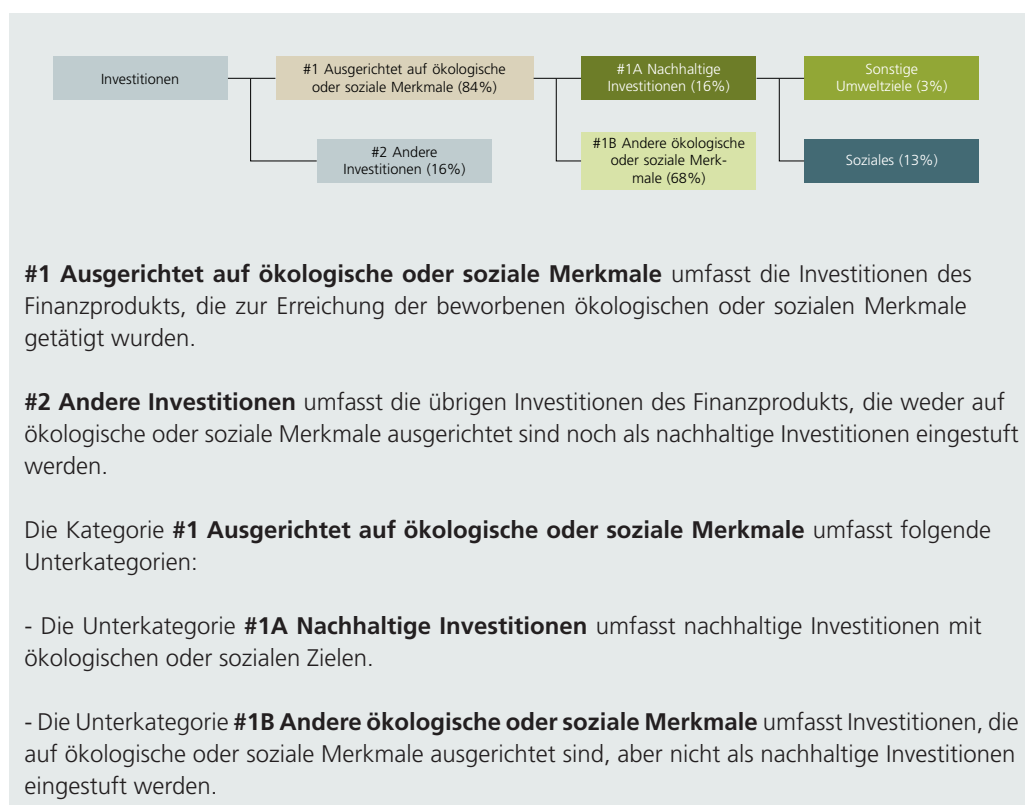 Investitionen
#1 Ausgerichtet auf ökologische
oder soziale Merkmale (84%)
#1A Nachhaltige
Investitionen (16%)
Sonstige
Umweltziele (3%)
#2 Andere
Investitionen (16%)
#1B Andere ökologische
oder soziale Merk-
male (68%)
Soziales (13%)
#1 Ausgerichtet auf ökologische oder soziale Merkmale umfasst die Investitionen des
Finanzprodukts, die zur Erreichung der beworbenen ökologischen oder sozialen Merkmale
getätigt wurden.
#2 Andere Investitionen umfasst die übrigen Investitionen des Finanzprodukts, die weder auf
ökologische oder soziale Merkmale ausgerichtet sind noch als nachhaltige Investitionen eingestuft
werden.
Die Kategorie #1 Ausgerichtet auf ökologische oder soziale Merkmale umfasst folgende
Unterkategorien:
- Die Unterkategorie #1A Nachhaltige Investitionen umfasst nachhaltige Investitionen mit
ökologischen oder sozialen Zielen.
- Die Unterkategorie #1B Andere ökologische oder soziale Merkmale umfasst Investitionen, die
auf ökologische oder soziale Merkmale ausgerichtet sind, aber nicht als nachhaltige Investitionen
eingestuft werden.